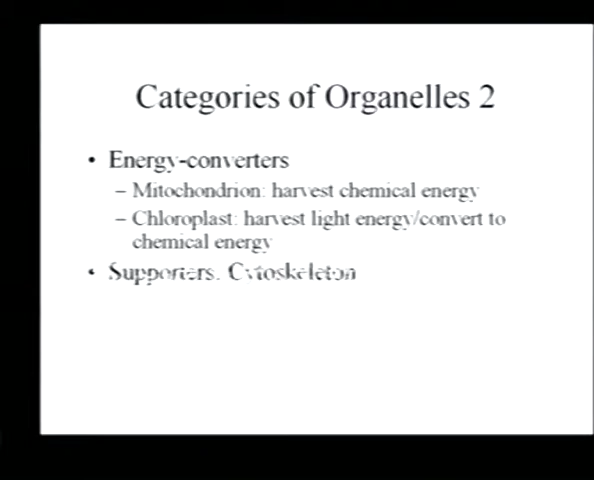 Categories of Organelles 2
• Energy-converters
– Mitochondrion: harvest chemical energy
– Chloroplast: harvest light energy/convert to
chemical energy
• Supporters. Cytoskeleton